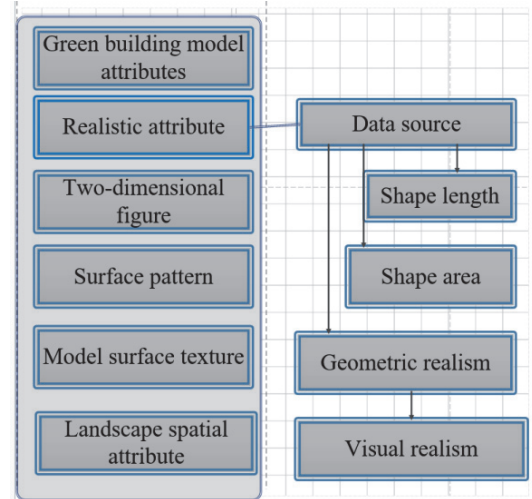 Green building model
attributes
Realistic attribute
Two-dimensional
figure
Surface pattern
Model surface texture
Landscape spatial
attribute
Data source
Shape length
Shape area
Geometric realism
Visual realism